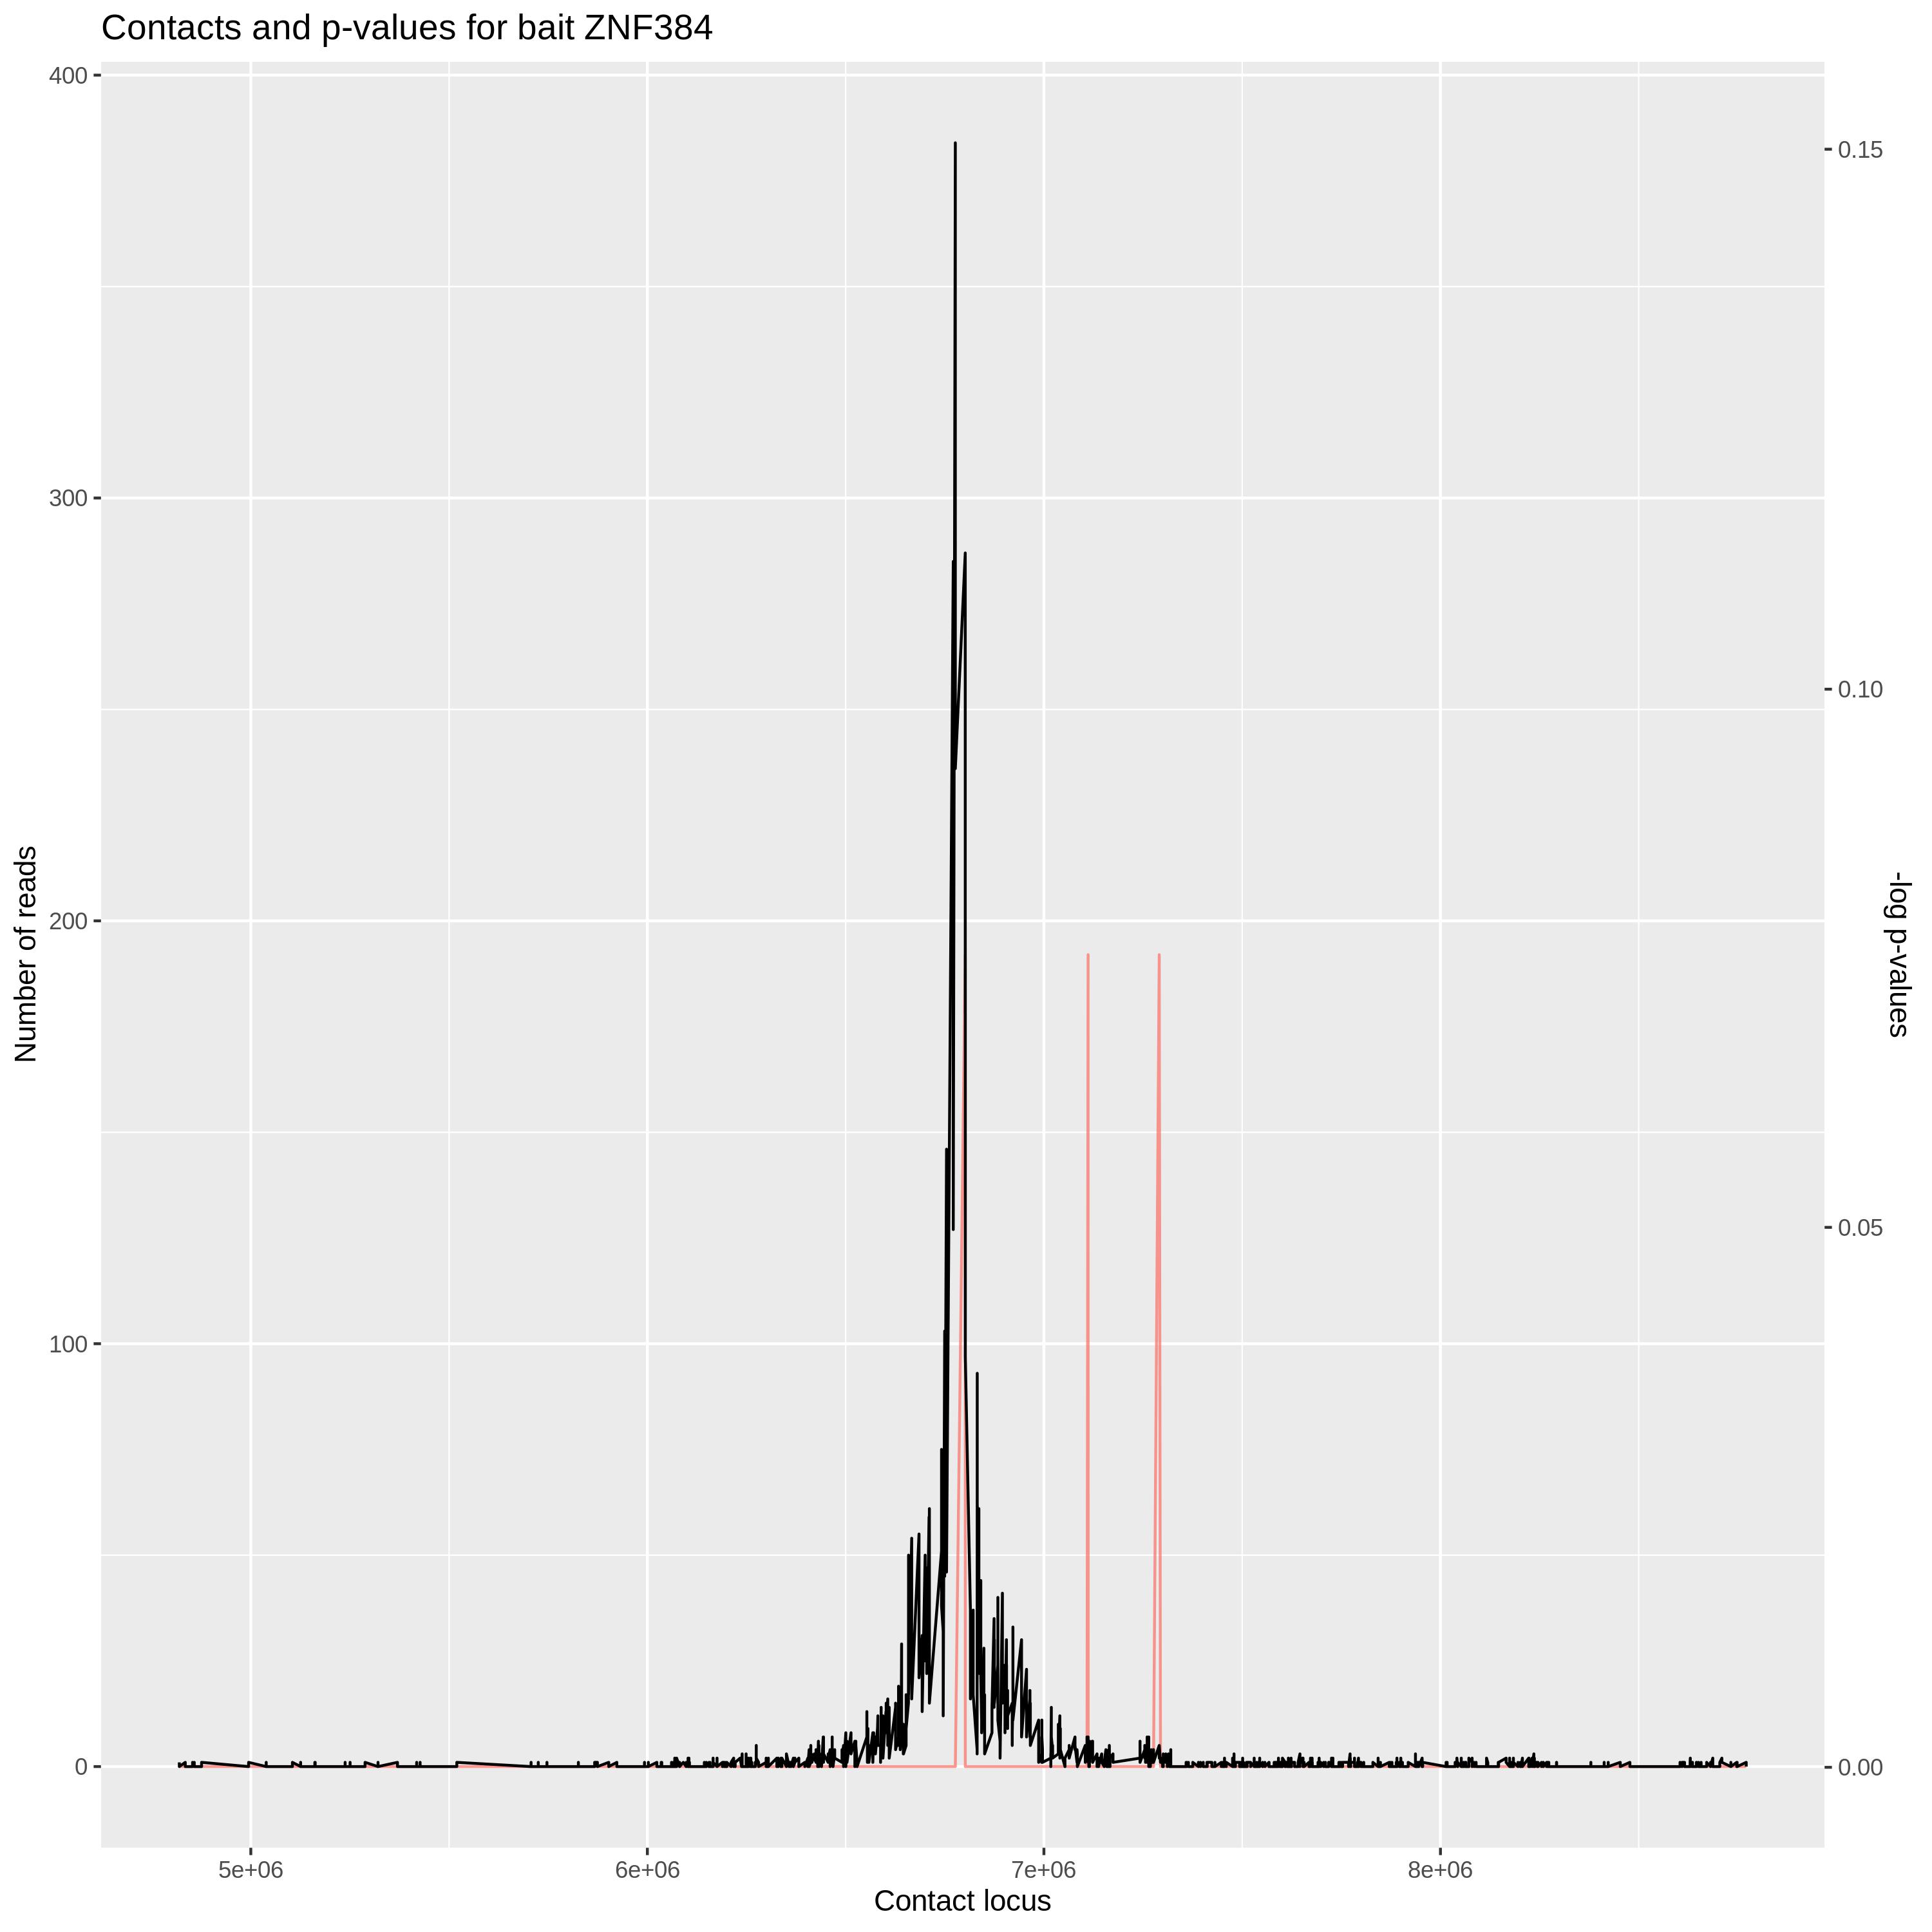 Contacts and p-values for bait ZNF384
400
300
200
100
0
Number of reads
0.15
0.10
0.05
0.00
-log p-values
5e+06
6e+06
7e+06
8e+06
Contact locus